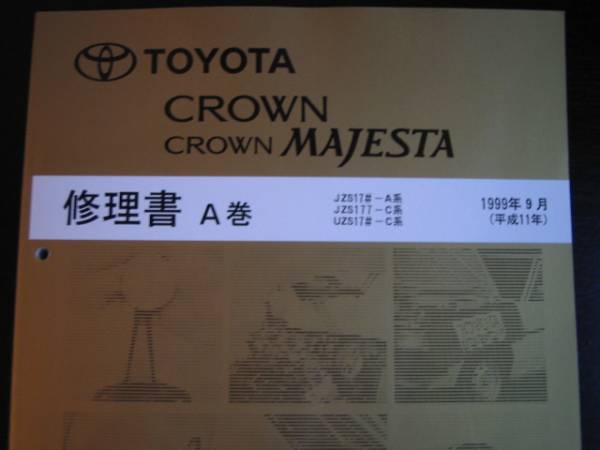 TOYOTA
CROWN
CROWN MAJESTA
修理書 A巻
JZS17#-A系
JZS177-C系
UZS17#-C系
1999年9月
(平成11年)